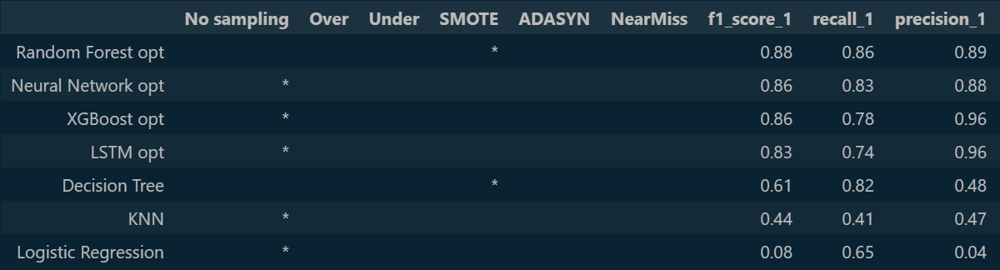 No sampling Over Under SMOTE ADASYN NearMiss f1_score_1 recall_1 precision_1
Random Forest opt * 0.88 0.86 0.89
Neural Network opt * 0.86 0.83 0.88
XGBoost opt * 0.86 0.78 0.96
LSTM opt * 0.83 0.74 0.96
Decision Tree * 0.61 0.82 0.48
KNN * 0.44 0.41 0.47
Logistic Regression * 0.08 0.65 0.04